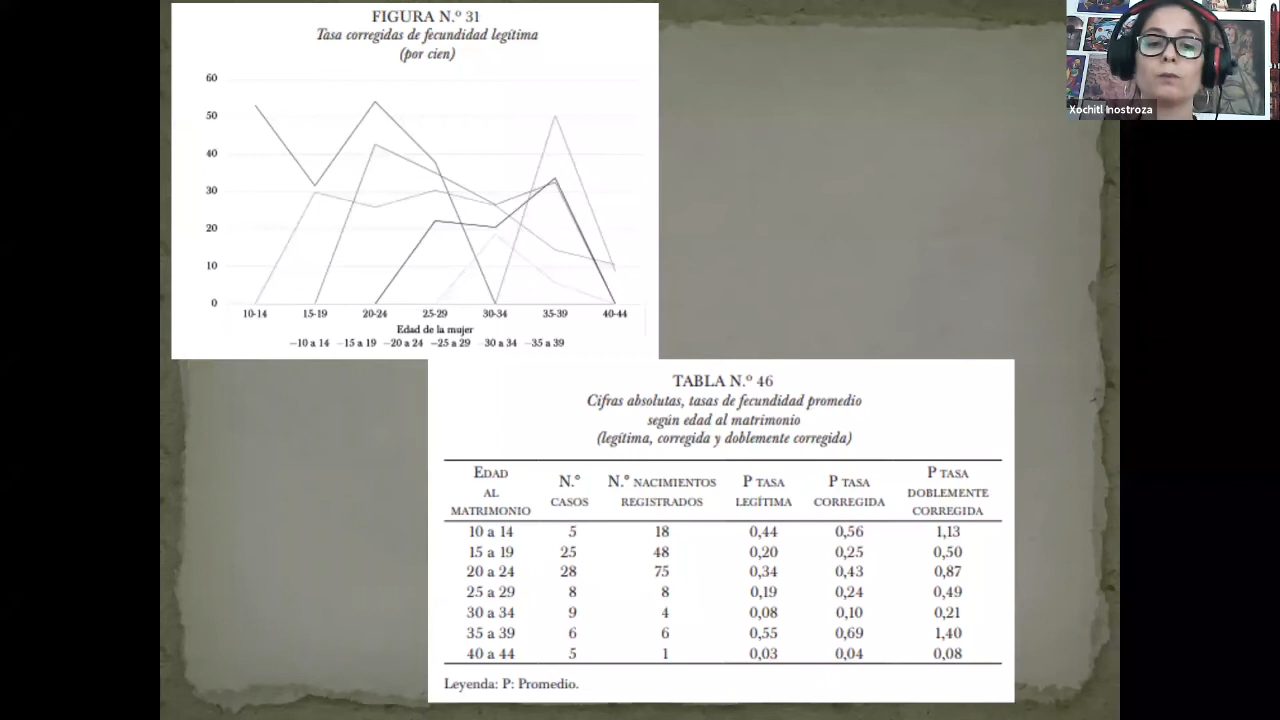 FIGURA N.º 31
Tasa corregidas de fecundidad legítima
(por cien)
60
50
40
30
20
10
0
10-14 15-19 20-24 25-29 30-34 35-39 40-44
Edad de la mujer
10 a 14 15 a 19 20 a 24 25 a 29 30 a 34 35 a 39
Xochitl Inostroza
TABLA N.º 46
Cifras absolutas, tasas de fecundidad promedio
según edad al matrimonio
(legítima, corregida y doblemente corregida)
EDAD AL MATRIMONIO N.º CASOS N.º NACIMIENTOS REGISTRADOS P TASA LEGÍTIMA P TASA CORREGIDA P TASA DOBLEMENTE CORREGIDA
10 a 14 5 18 0,44 0,56 1,13
15 a 19 25 48 0,20 0,25 0,50
20 a 24 28 75 0,34 0,43 0,87
25 a 29 8 8 0,19 0,24 0,49
30 a 34 9 4 0,08 0,10 0,21
35 a 39 6 6 0,55 0,69 1,40
40 a 44 5 1 0,03 0,04 0,08
Leyenda: P: Promedio.